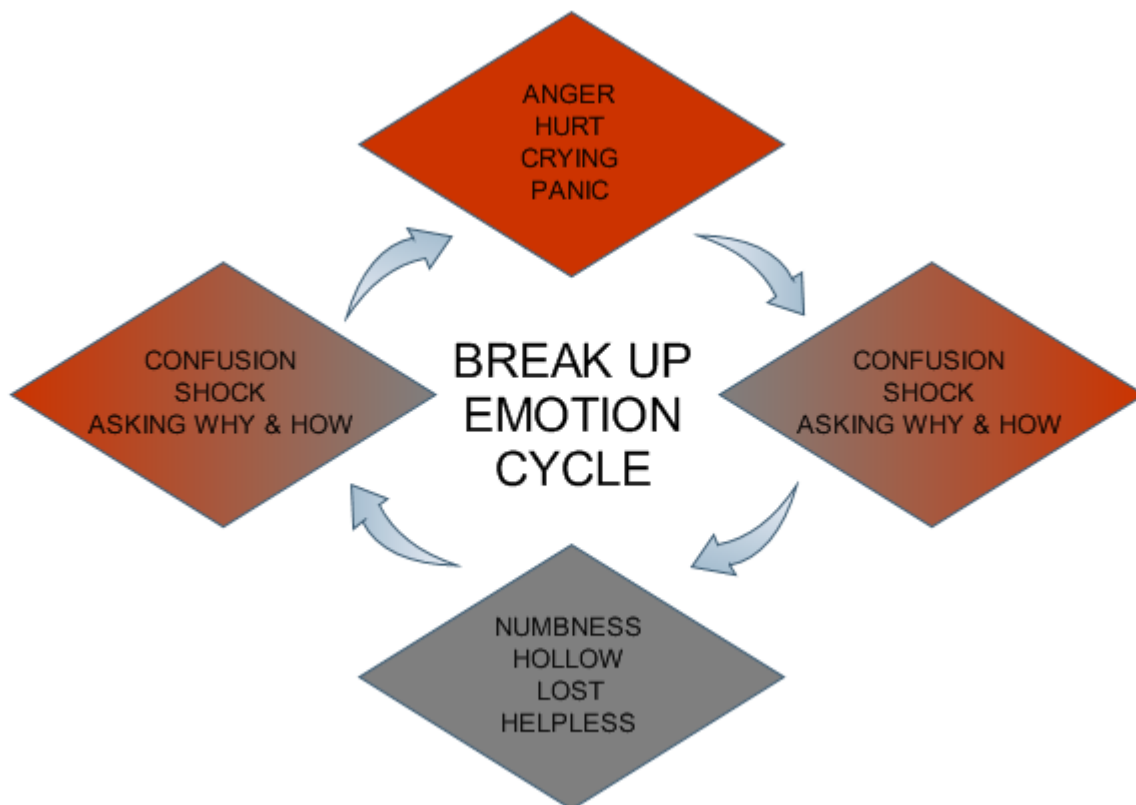 ANGER
HURT
CRYING
PANIC
CONFUSION
SHOCK
ASKING WHY & HOW
BREAK UP
EMOTION
CYCLE
CONFUSION
SHOCK
ASKING WHY & HOW
NUMBNESS
HOLLOW
LOST
HELPLESS